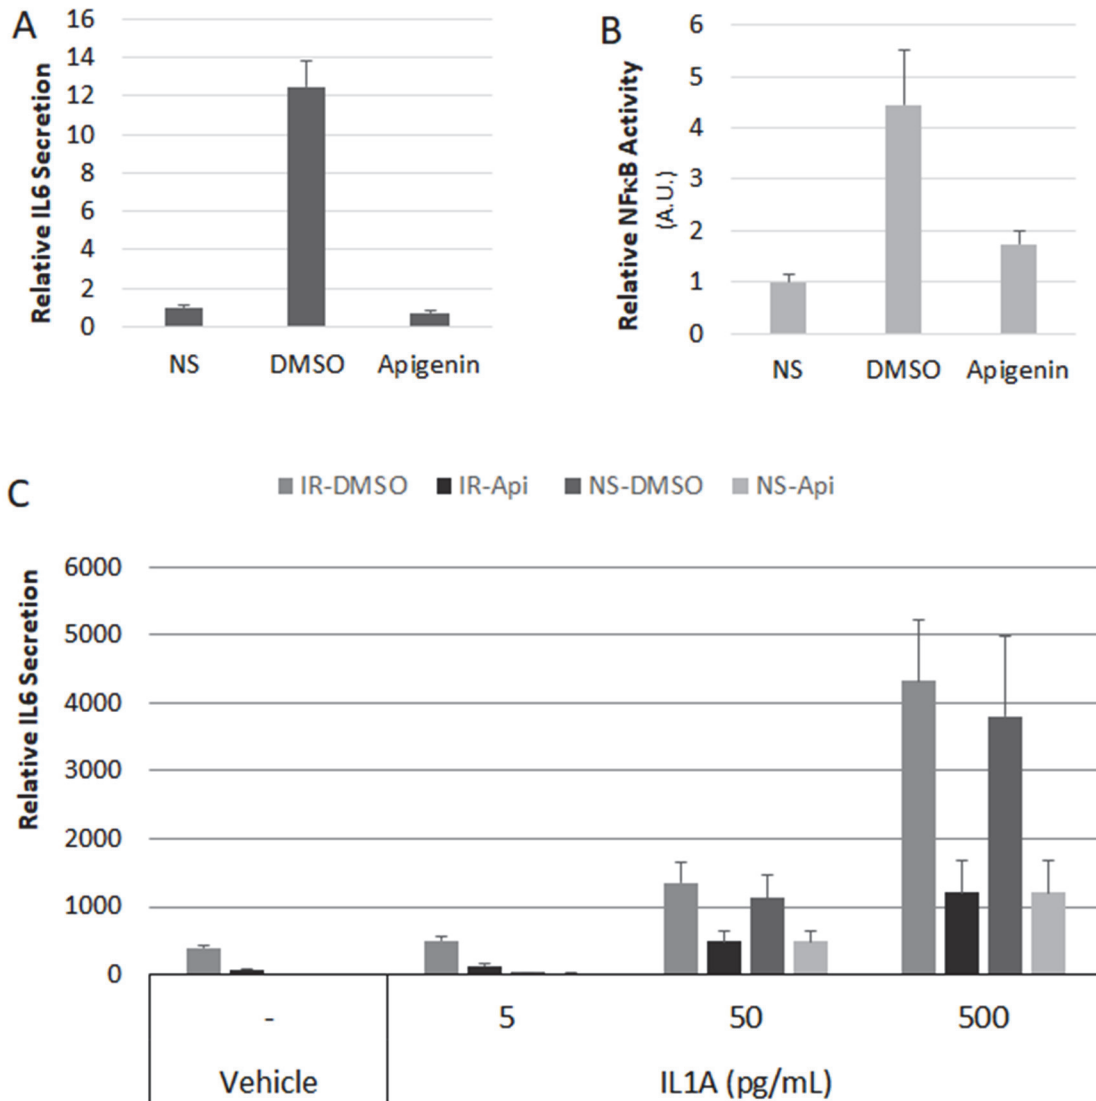 A
Relative IL6 Secretion
16
14
12
10
8
6
4
2
0
NS DMSO Apigenin
B
Relative NFκB Activity
(A.U.)
6
5
4
3
2
1
0
NS DMSO Apigenin
C
IR-DMSO IR-Api NS-DMSO NS-Api
Relative IL6 Secretion
6000
5000
4000
3000
2000
1000
0
- 5 50 500
Vehicle IL1A (pg/mL)